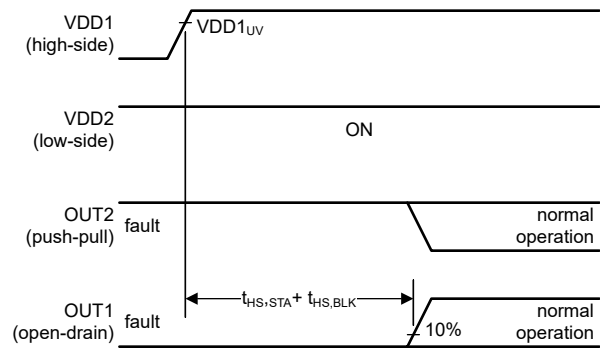 VDD1
(high-side)
VDD1UV
VDD2
(low-side)
ON
OUT2
(push-pull)
fault
normal
operation
OUT1
(open-drain)
fault
tHS,STA+ tHS,BLK
10%
normal
operation